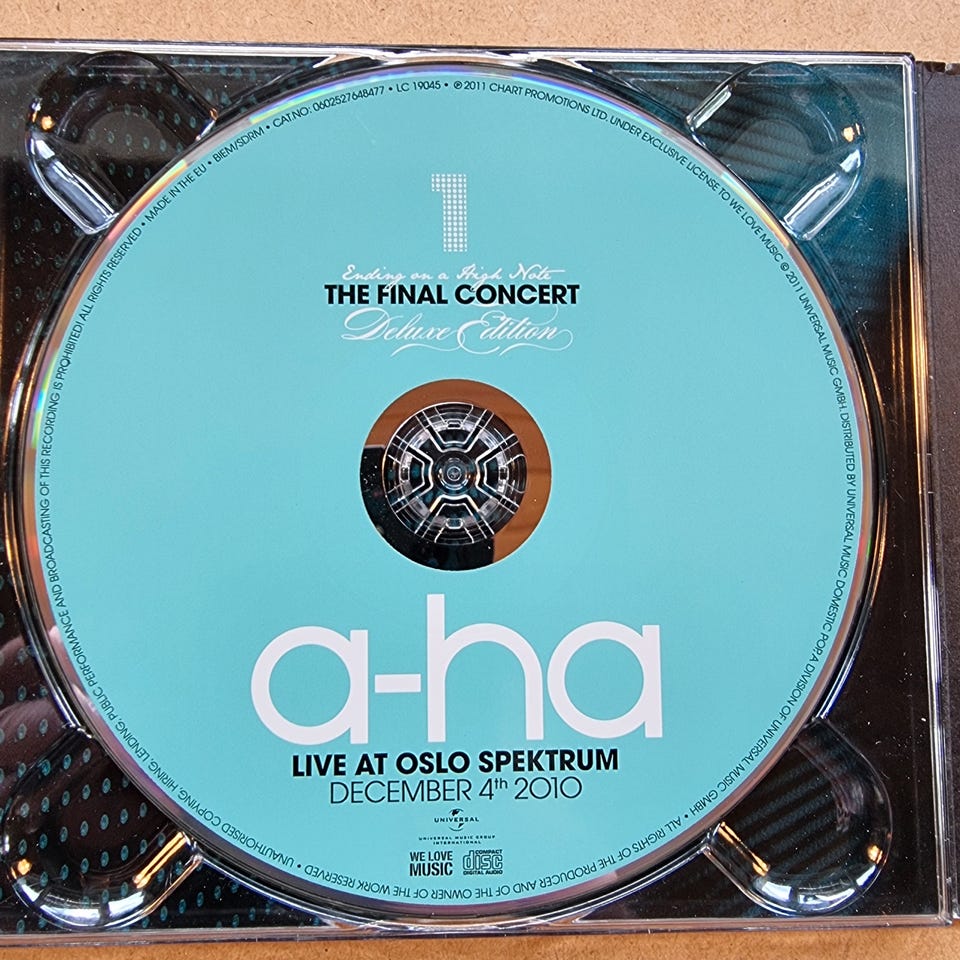 1
Ending on a High Note
THE FINAL CONCERT
Deluxe Edition
a-ha
LIVE AT OSLO SPEKTRUM
DECEMBER 4th 2010
UNIVERSAL
UNIVERSAL MUSIC GROUP
INTERNATIONAL
WE LOVE
MUSIC
COMPACT
disc
DIGITAL AUDIO
• MADE IN THE EU • BIEM/SDRM • CAT.NO: 0602527648477 • LC 19045 • ℗ 2011 CHART PROMOTIONS LTD. UNDER EXCLUSIVE LICENSE TO WE LOVE MUSIC © 2011 UNIVERSAL MUSIC GMBH. DISTRIBUTED BY UNIVERSAL MUSIC DOMESTIC POP, A DIVISION OF UNIVERSAL MUSIC GMBH • ALL RIGHTS OF THE PRODUCER AND OF THE OWNER OF THE WORK RESERVED • UNAUTHORISED COPYING, HIRING, LENDING, PUBLIC PERFORMANCE AND BROADCASTING OF THIS RECORDING IS PROHIBITED! ALL RIGHTS RESERVED